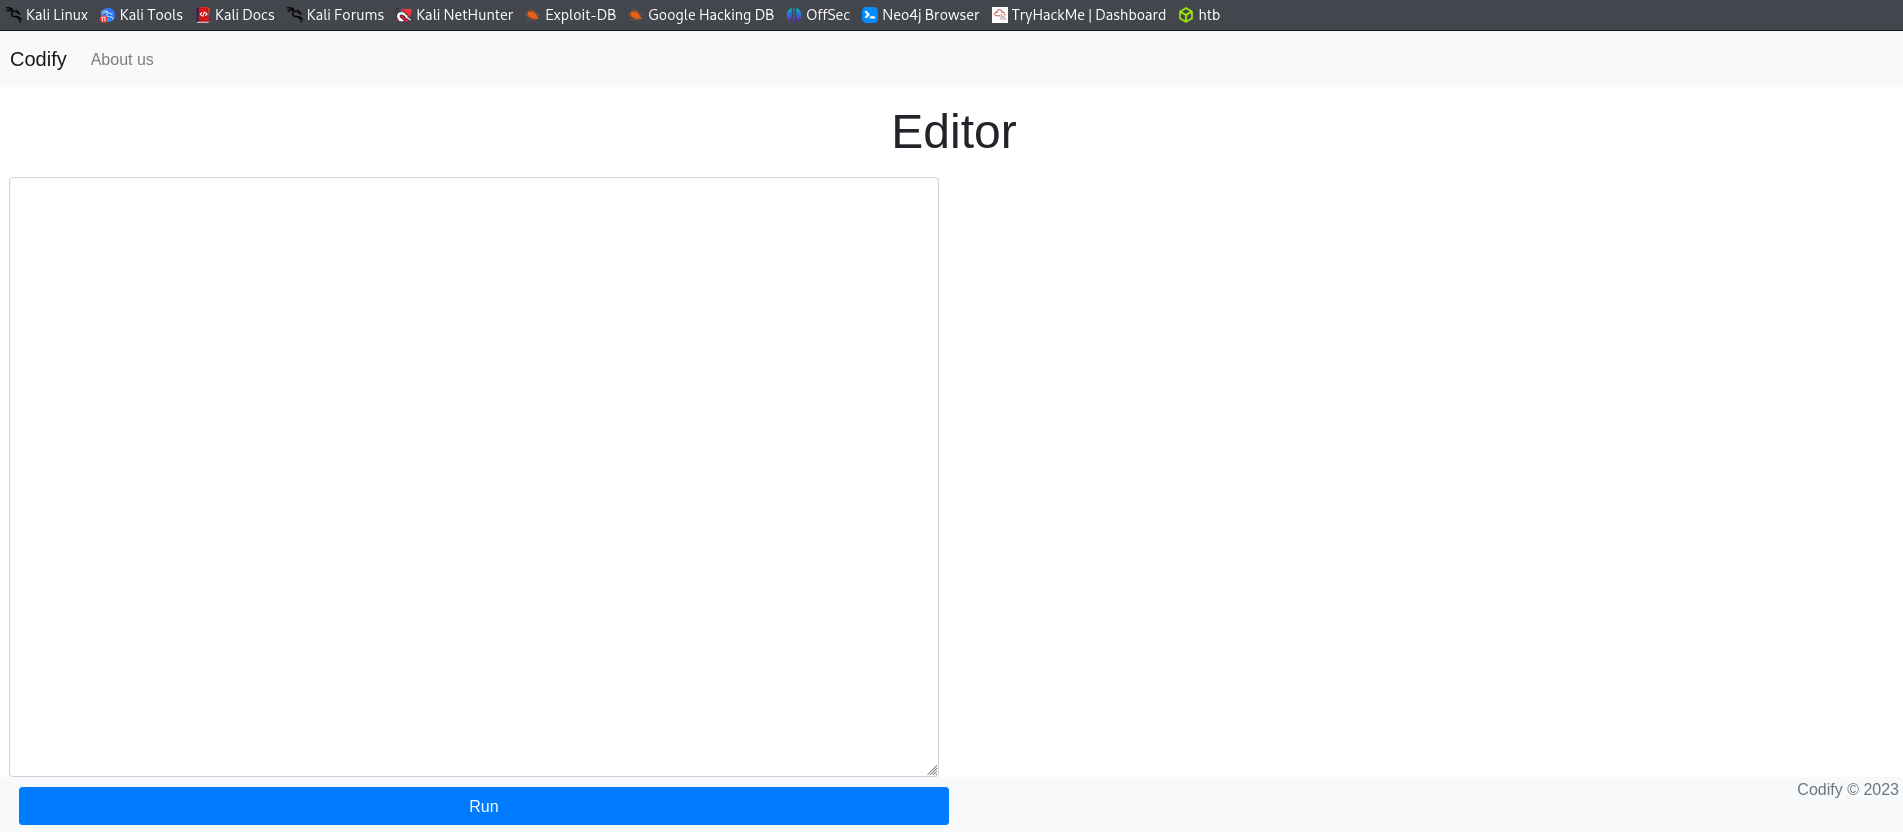 Kali Linux Kali Tools Kali Docs Kali Forums Kali NetHunter Exploit-DB Google Hacking DB OffSec Neo4j Browser TryHackMe | Dashboard htb
Codify About us
Editor
Run
Codify © 2023